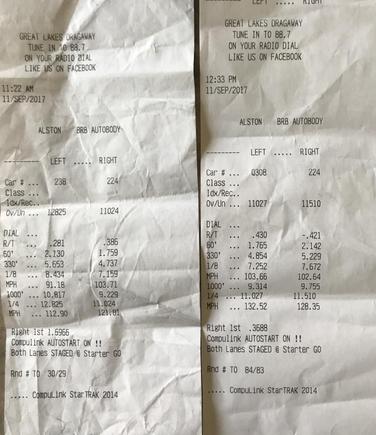 GREAT LAKES DRAGAWAY
TUNE IN TO 88.7
ON YOUR RADIO DIAL
LIKE US ON FACEBOOK
11:22 AM
11/SEP/2017
ALSTON BRB AUTOBODY
--------- LEFT ..... RIGHT
Car # ... 238 224
Class ...
Idx/Rec..
Ov/Un ... 12825 11024
DIAL ...
R/T ... .281 .386
60' ... 2.130 1.759
330' ... 5.653 4.737
1/8 ... 8.434 7.159
MPH ... 91.18 103.71
1000' ... 10.817 9.229
1/4 ... 12.825 11.024
MPH ... 112.90 121.81
Right 1st 1.6966
Compulink AUTOSTART ON !!
Both Lanes STAGED @ Starter GO
Rnd # TO 30/29
..... CompuLink StarTRAK 2014
LEFT ..... RIGHT
GREAT LAKES DRAGAWAY
TUNE IN TO 88.7
ON YOUR RADIO DIAL
LIKE US ON FACEBOOK
12:33 PM
11/SEP/2017
ALSTON BRB AUTOBODY
--------- LEFT ..... RIGHT
Car # ... 0308 224
Class ...
Idx/Rec..
Ov/Un ... 11027 11510
DIAL ...
R/T ... .430 -.421
60' ... 1.765 2.142
330' ... 4.854 5.229
1/8 ... 7.252 7.672
MPH ... 103.66 102.64
1000' ... 9.314 9.755
1/4 ... 11.027 11.510
MPH ... 132.52 128.35
Right 1st .3688
Compulink AUTOSTART ON !!
Both Lanes STAGED @ Starter GO
Rnd # TO 84/83
..... CompuLink StarTRAK 2014